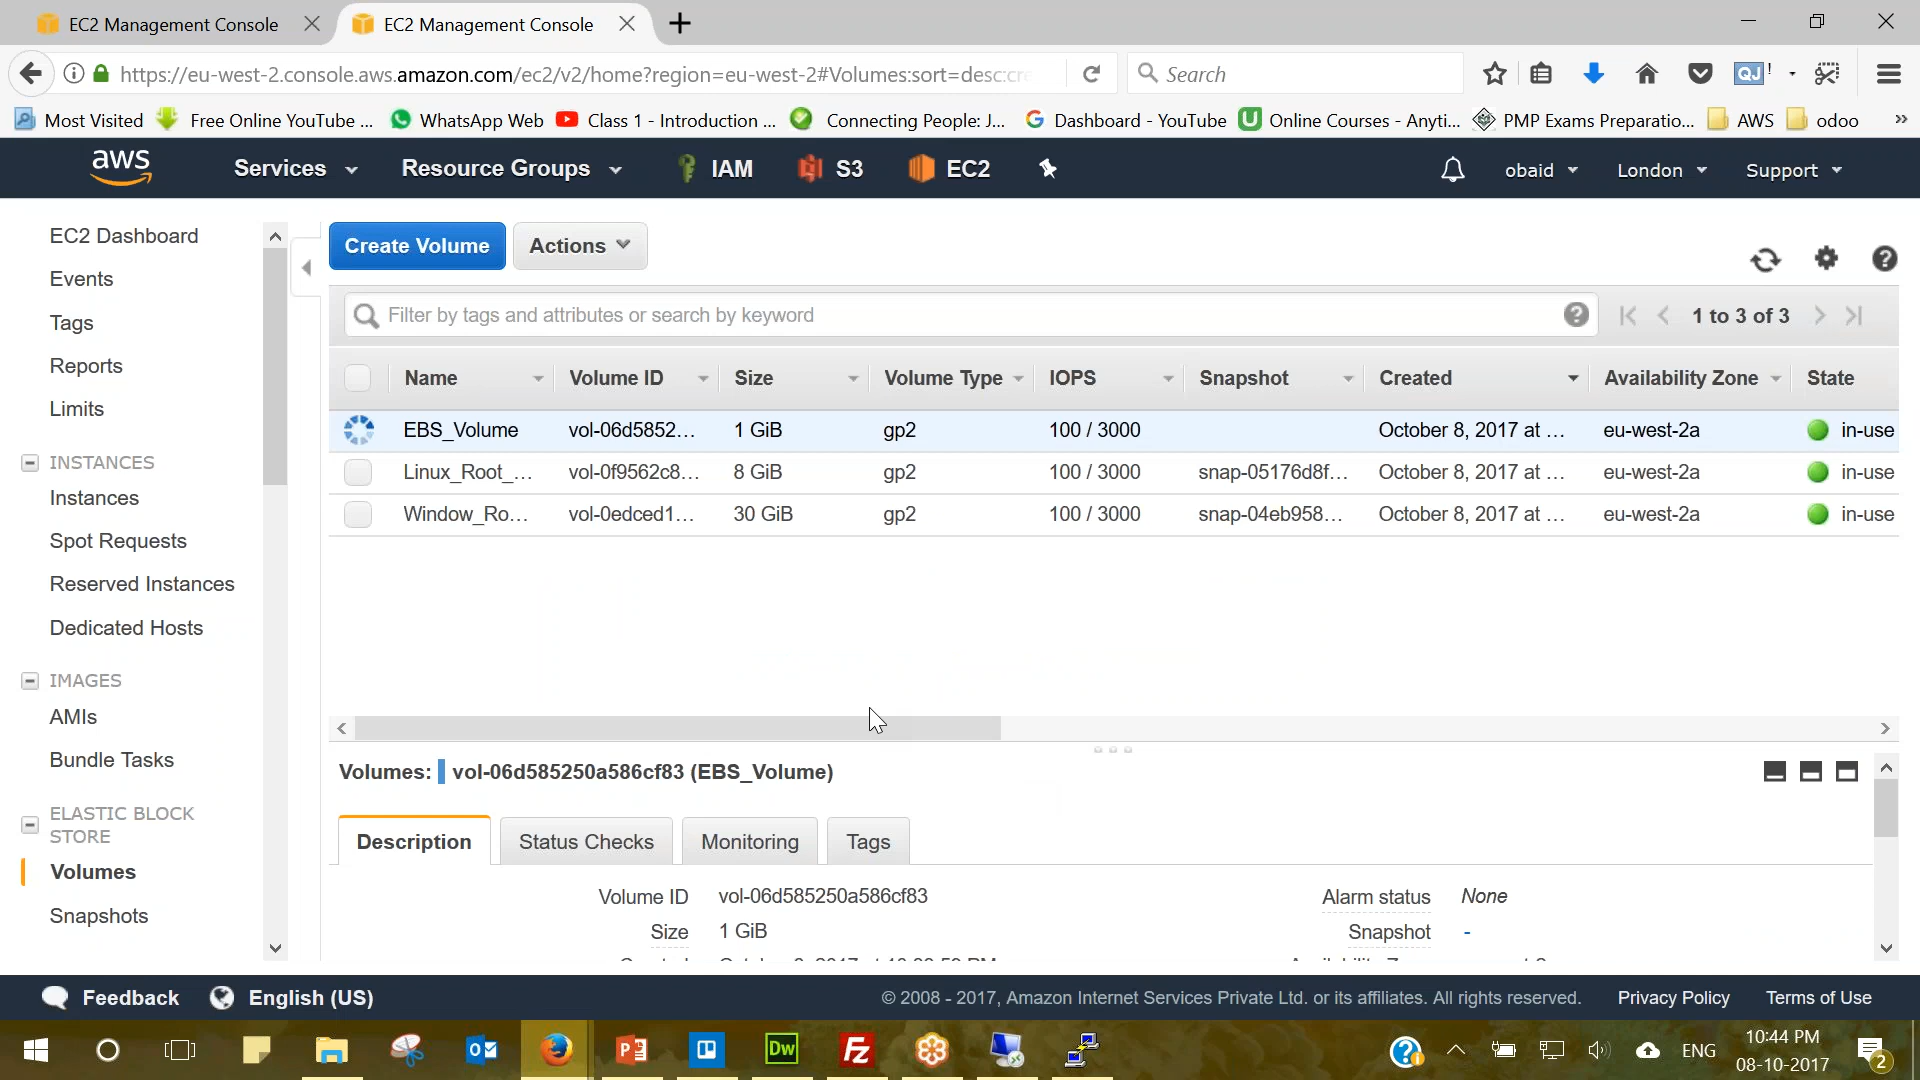 EC2 Management Console
EC2 Management Console
https://eu-west-2.console.aws.amazon.com/ec2/v2/home?region=eu-west-2#Volumes:sort=desc:cre
Search
QJ !
Most Visited
Free Online YouTube ...
WhatsApp Web
Class 1 - Introduction ...
Connecting People: J...
Dashboard - YouTube
Online Courses - Anyti...
PMP Exams Preparatio...
AWS
odoo
aws
Services
Resource Groups
IAM
S3
EC2
obaid
London
Support
EC2 Dashboard
Events
Tags
Reports
Limits
INSTANCES
Instances
Spot Requests
Reserved Instances
Dedicated Hosts
IMAGES
AMIs
Bundle Tasks
ELASTIC BLOCK
STORE
Volumes
Snapshots
Create Volume
Actions
Filter by tags and attributes or search by keyword
1 to 3 of 3
Name Volume ID Size Volume Type IOPS Snapshot Created Availability Zone State
EBS_Volume vol-06d5852... 1 GiB gp2 100 / 3000 October 8, 2017 at ... eu-west-2a in-use
Linux_Root_... vol-0f9562c8... 8 GiB gp2 100 / 3000 snap-05176d8f... October 8, 2017 at ... eu-west-2a in-use
Window_Ro... vol-0edced1... 30 GiB gp2 100 / 3000 snap-04eb958... October 8, 2017 at ... eu-west-2a in-use
Volumes: vol-06d585250a586cf83 (EBS_Volume)
Description
Status Checks
Monitoring
Tags
Volume ID vol-06d585250a586cf83
Alarm status None
Size 1 GiB
Snapshot -
Feedback
English (US)
© 2008 - 2017, Amazon Internet Services Private Ltd. or its affiliates. All rights reserved.
Privacy Policy
Terms of Use
Dw
Fz
ENG
10:44 PM
08-10-2017
2